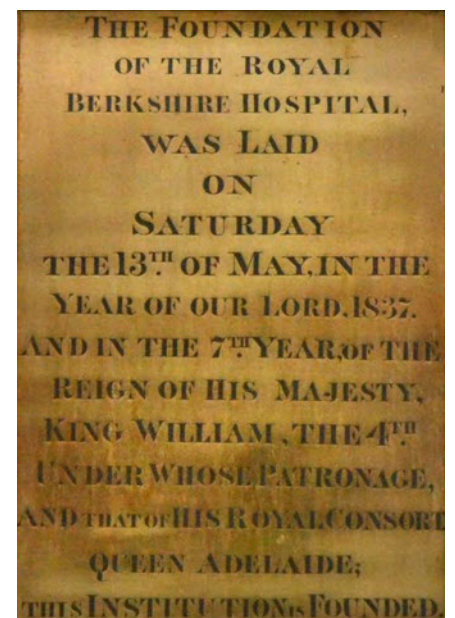 THE FOUNDATION
OF THE ROYAL
BERKSHIRE HOSPITAL,
WAS LAID
ON
SATURDAY
THE 13TH. OF MAY, IN THE
YEAR OF OUR LORD, 1837.
AND IN THE 7TH. YEAR, OF THE
REIGN OF HIS MAJESTY,
KING WILLIAM, THE 4TH.
UNDER WHOSE PATRONAGE,
AND THAT OF HIS ROYAL CONSORT
QUEEN ADELAIDE;
THIS INSTITUTION IS FOUNDED.